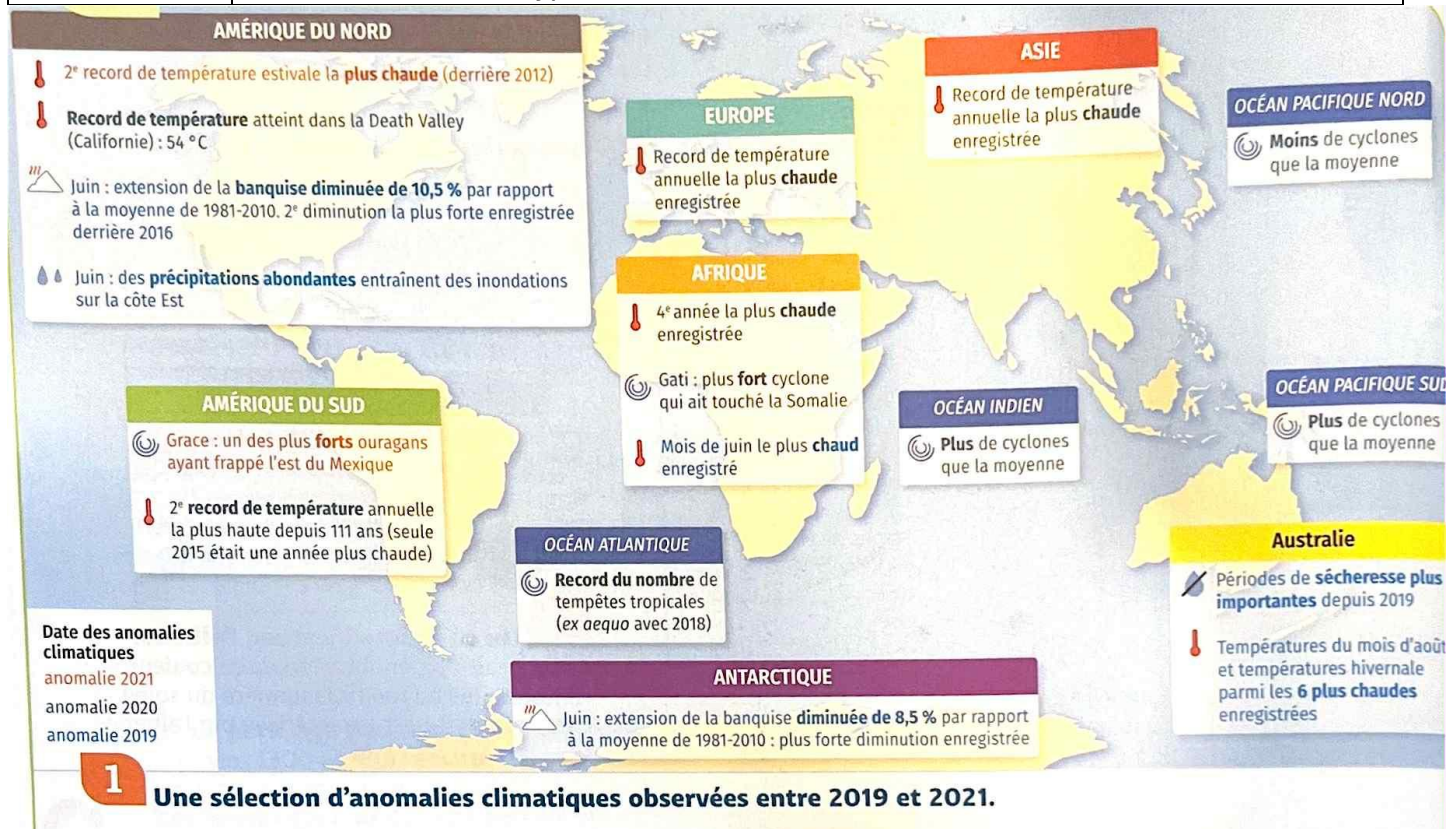 AMÉRIQUE DU NORD
2e record de température estivale la plus chaude (derrière 2012)
Record de température atteint dans la Death Valley
(Californie) : 54 °C
Juin : extension de la banquise diminuée de 10,5 % par rapport
à la moyenne de 1981-2010. 2e diminution la plus forte enregistrée
derrière 2016
Juin : des précipitations abondantes entraînent des inondations
sur la côte Est
EUROPE
Record de température
annuelle la plus chaude
enregistrée
ASIE
Record de température
annuelle la plus chaude
enregistrée
OCÉAN PACIFIQUE NORD
Moins de cyclones
que la moyenne
AFRIQUE
4e année la plus chaude
enregistrée
Gati : plus fort cyclone
qui ait touché la Somalie
Mois de juin le plus chaud
enregistré
AMÉRIQUE DU SUD
Grace : un des plus forts ouragans
ayant frappé l'est du Mexique
2e record de température annuelle
la plus haute depuis 111 ans (seule
2015 était une année plus chaude)
OCÉAN INDIEN
Plus de cyclones
que la moyenne
OCÉAN PACIFIQUE SUD
Plus de cyclones
que la moyenne
OCÉAN ATLANTIQUE
Record du nombre de
tempêtes tropicales
(ex aequo avec 2018)
Australie
Périodes de sécheresse plus
importantes depuis 2019
Températures du mois d'août
et températures hivernale
parmi les 6 plus chaudes
enregistrées
ANTARCTIQUE
Juin : extension de la banquise diminuée de 8,5 % par rapport
à la moyenne de 1981-2010 : plus forte diminution enregistrée
Date des anomalies
climatiques
anomalie 2021
anomalie 2020
anomalie 2019
1 Une sélection d'anomalies climatiques observées entre 2019 et 2021.